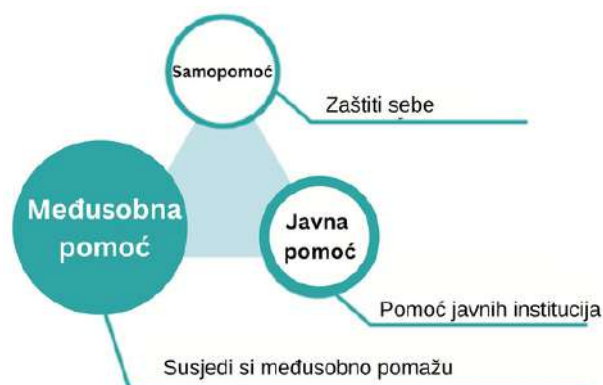 Samopomoć
Zaštiti sebe
Međusobna
pomoć
Javna
pomoć
Pomoć javnih institucija
Susjedi si međusobno pomažu